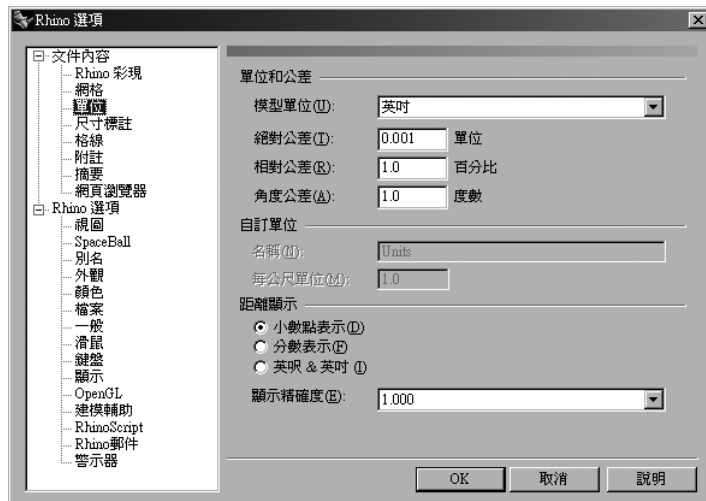 Rhino 選項
文件內容
Rhino 彩現
網格
單位
尺寸標註
格線
附註
摘要
網頁瀏覽器
Rhino 選項
視圖
SpaceBall
別名
外觀
顏色
檔案
一般
滑鼠
鍵盤
顯示
OpenGL
建模輔助
RhinoScript
Rhino郵件
警示器
單位和公差
模型單位(U): 英吋
絕對公差(T): 0.001 單位
相對公差(R): 1.0 百分比
角度公差(A): 1.0 度數
自訂單位
名稱(N): Units
每公尺單位(M): 1.0
距離顯示
小數點表示(D)
分數表示(F)
英呎 & 英吋 (I)
顯示精確度(E): 1.000
OK 取消 說明